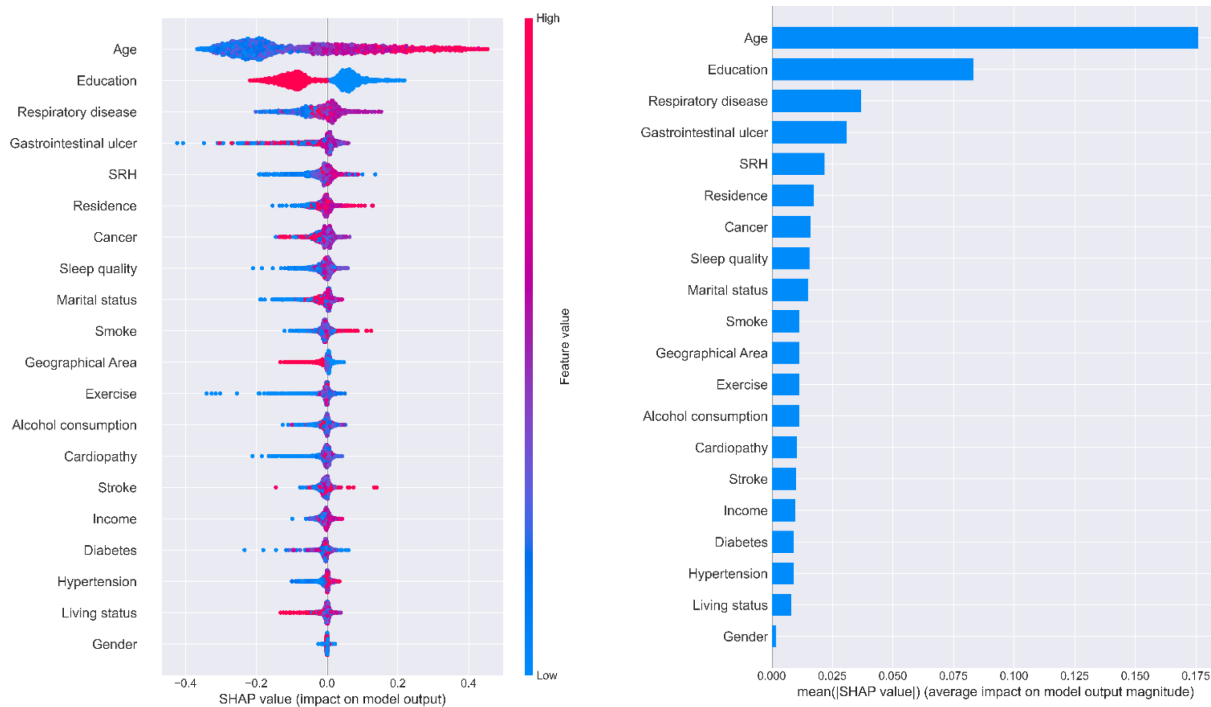 Age
Education
Respiratory disease
Gastrointestinal ulcer
SRH
Residence
Cancer
Sleep quality
Marital status
Smoke
Geographical Area
Exercise
Alcohol consumption
Cardiopathy
Stroke
Income
Diabetes
Hypertension
Living status
Gender
−0.4 −0.2 0.0 0.2 0.4
SHAP value (impact on model output)
High
Feature value
Low
Age
Education
Respiratory disease
Gastrointestinal ulcer
SRH
Residence
Cancer
Sleep quality
Marital status
Smoke
Geographical Area
Exercise
Alcohol consumption
Cardiopathy
Stroke
Income
Diabetes
Hypertension
Living status
Gender
0.000 0.025 0.050 0.075 0.100 0.125 0.150 0.175
mean(|SHAP value|) (average impact on model output magnitude)